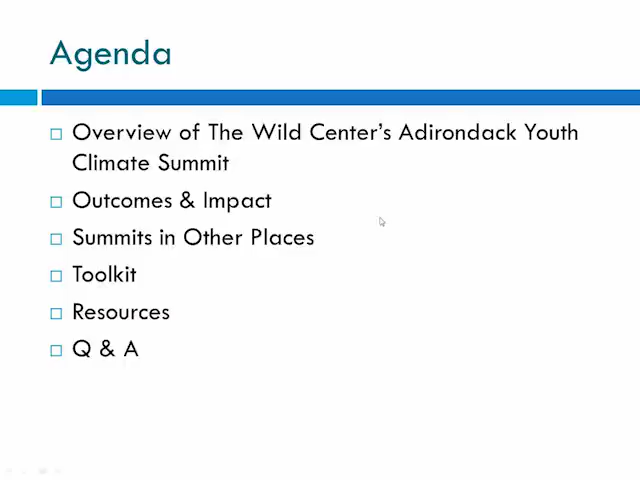 Agenda
Overview of The Wild Center's Adirondack Youth
Climate Summit
Outcomes & Impact
Summits in Other Places
Toolkit
Resources
Q & A